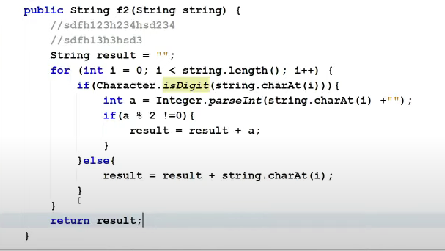 public String f2(String string) {
//sdfh123h234hsd234
//sdfh13h3hsd3
String result = "";
for (int i = 0; i < string.length(); i++) {
if(Character.isDigit(string.charAt(i))){
int a = Integer.parseInt(string.charAt(i) +"");
if(a % 2 !=0){
result = result + a;
}
}else{
result = result + string.charAt(i);
}
}
return result;
}